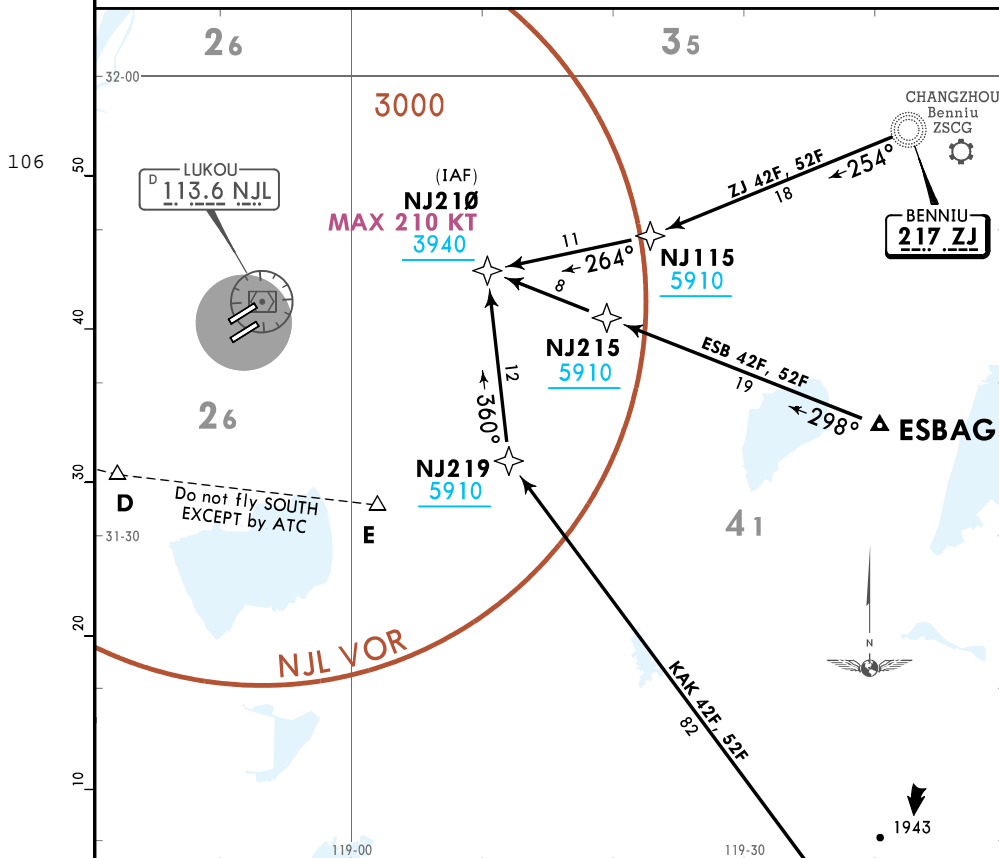 26
35
32-00
3000
CHANGZHOU
Benniu
ZSCG
106
50
LUKOU
D 113.6 NJL
(IAF)
NJ210
MAX 210 KT
3940
ZJ 42F, 52F
18
254°
BENNIU
217 ZJ
11
264°
NJ115
5910
8
40
NJ215
5910
ESB 42F, 52F
19
298°
ESBAG
12
360°
26
30
NJ219
5910
D
Do not fly SOUTH
EXCEPT by ATC
E
31-30
41
20
NJL VOR
N
KAK 42F, 52F
82
10
1943
119-00
119-30